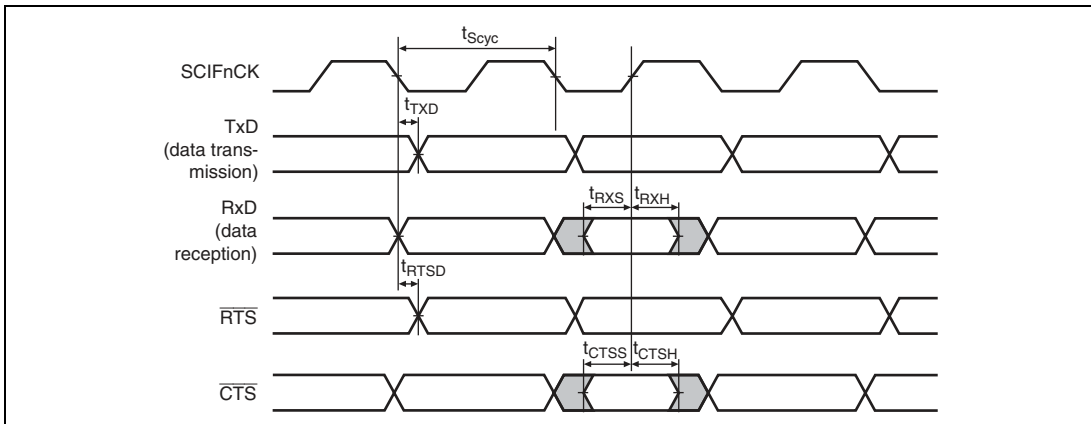 tScyc
SCIFnCK
tTXD
TxD
(data trans-
mission)
tRXS tRXH
RxD
(data
reception)
tRTSD
RTS
tCTSS tCTSH
CTS